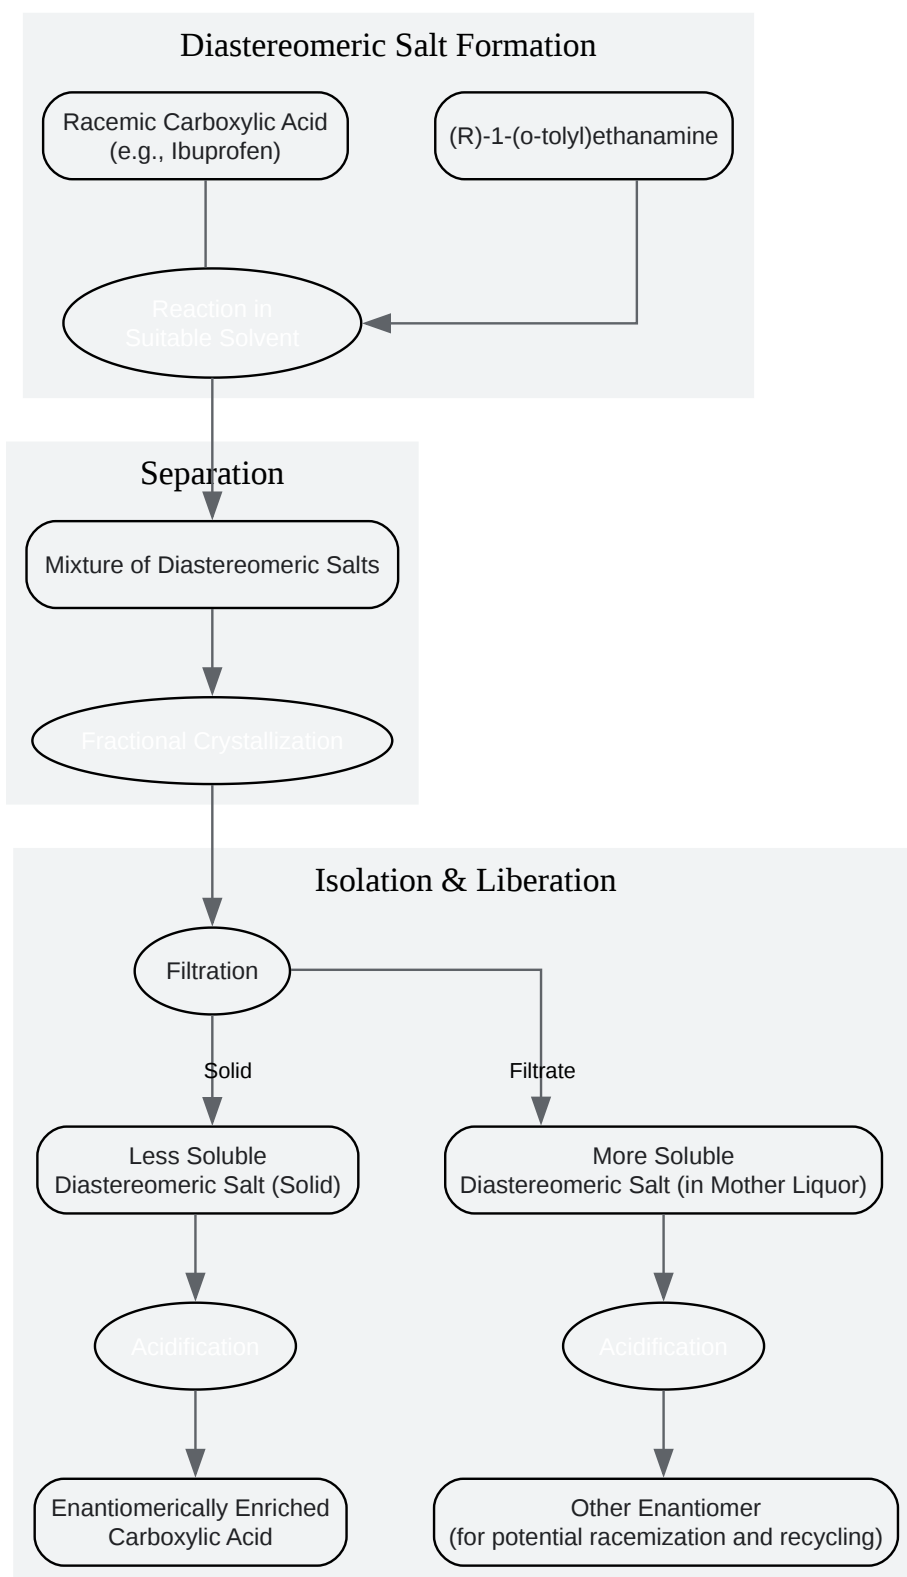 Diastereomeric Salt Formation
Racemic Carboxylic Acid
(e.g., Ibuprofen)
(R)-1-(o-tolyl)ethanamine
Reaction in
Suitable Solvent
Separation
Mixture of Diastereomeric Salts
Fractional Crystallization
Isolation & Liberation
Filtration
Solid
Filtrate
Less Soluble
Diastereomeric Salt (Solid)
More Soluble
Diastereomeric Salt (in Mother Liquor)
Acidification
Acidification
Enantiomerically Enriched
Carboxylic Acid
Other Enantiomer
(for potential racemization and recycling)